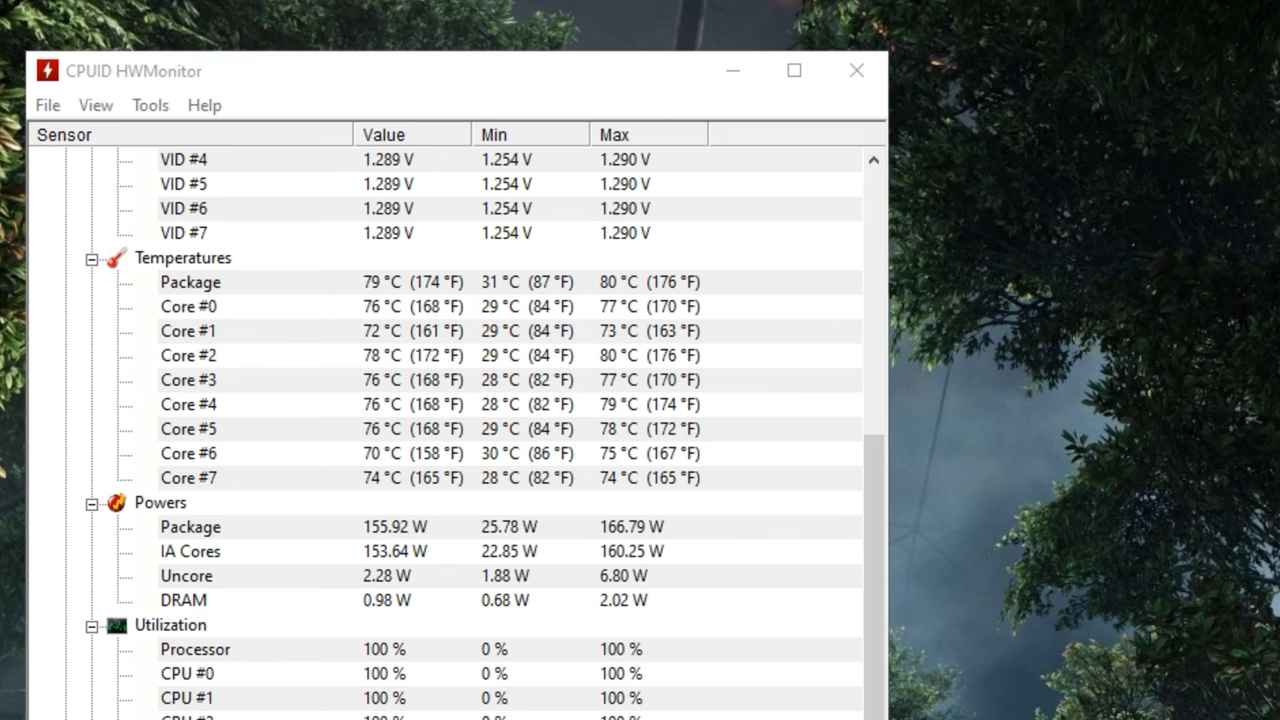 CPUID HWMonitor
File View Tools Help
Sensor Value Min Max
VID #4 1.289 V 1.254 V 1.290 V
VID #5 1.289 V 1.254 V 1.290 V
VID #6 1.289 V 1.254 V 1.290 V
VID #7 1.289 V 1.254 V 1.290 V
Temperatures
Package 79 °C (174 °F) 31 °C (87 °F) 80 °C (176 °F)
Core #0 76 °C (168 °F) 29 °C (84 °F) 77 °C (170 °F)
Core #1 72 °C (161 °F) 29 °C (84 °F) 73 °C (163 °F)
Core #2 78 °C (172 °F) 29 °C (84 °F) 80 °C (176 °F)
Core #3 76 °C (168 °F) 28 °C (82 °F) 77 °C (170 °F)
Core #4 76 °C (168 °F) 28 °C (82 °F) 79 °C (174 °F)
Core #5 76 °C (168 °F) 29 °C (84 °F) 78 °C (172 °F)
Core #6 70 °C (158 °F) 30 °C (86 °F) 75 °C (167 °F)
Core #7 74 °C (165 °F) 28 °C (82 °F) 74 °C (165 °F)
Powers
Package 155.92 W 25.78 W 166.79 W
IA Cores 153.64 W 22.85 W 160.25 W
Uncore 2.28 W 1.88 W 6.80 W
DRAM 0.98 W 0.68 W 2.02 W
Utilization
Processor 100 % 0 % 100 %
CPU #0 100 % 0 % 100 %
CPU #1 100 % 0 % 100 %
CPU #2 100 % 0 % 100 %